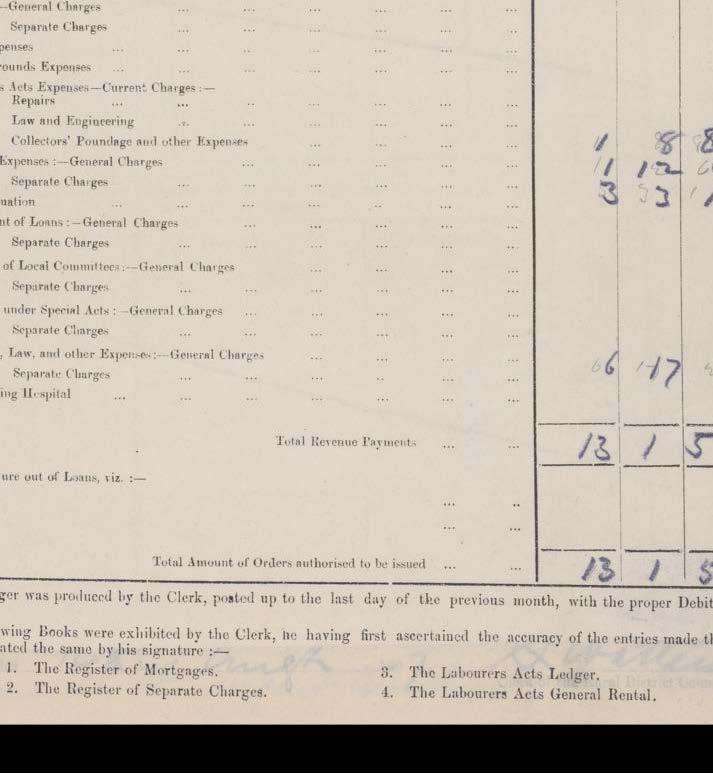 —General Charges ... ... ... ... ... ...
Separate Charges ... ... ... ... ... ...
penses ... ... ... ... ... ... ...
ounds Expenses ... ... ... ... ... ... ...
s Acts Expenses—Current Charges :—
Repairs ... ... ... ... ... ... ...
Law and Engineering ... ... ... ... ... ...
Collectors' Poundage and other Expenses ... ... ... ... 1 8 8
Expenses :—General Charges ... ... ... ... ... 1 12
Separate Charges ... ... ... ... ... ... 3 3
uation ... ... ... ... ... ... ...
nt of Loans :—General Charges ... ... ... ... ...
Separate Charges ... ... ... ... ... ...
of Local Committees:—General Charges ... ... ... ...
Separate Charges ... ... ... ... ... ...
under Special Acts :—General Charges ... ... ... ... ...
Separate Charges ... ... ... ... ... ...
, Law, and other Expenses:—General Charges ... ... ... ...
Separate Charges ... ... ... ... ... ... 6 17
ing Hospital ... ... ... ... ... ... ...
Total Revenue Payments ... ... 13 1 5
ure out of Loans, viz. :—
... ...
... ...
Total Amount of Orders authorised to be issued ... ... 13 1 5
ger was produced by the Clerk, posted up to the last day of the previous month, with the proper Debit
wing Books were exhibited by the Clerk, he having first ascertained the accuracy of the entries made th
ated the same by his signature :—
1. The Register of Mortgages. 3. The Labourers Acts Ledger.
2. The Register of Separate Charges. 4. The Labourers Acts General Rental.